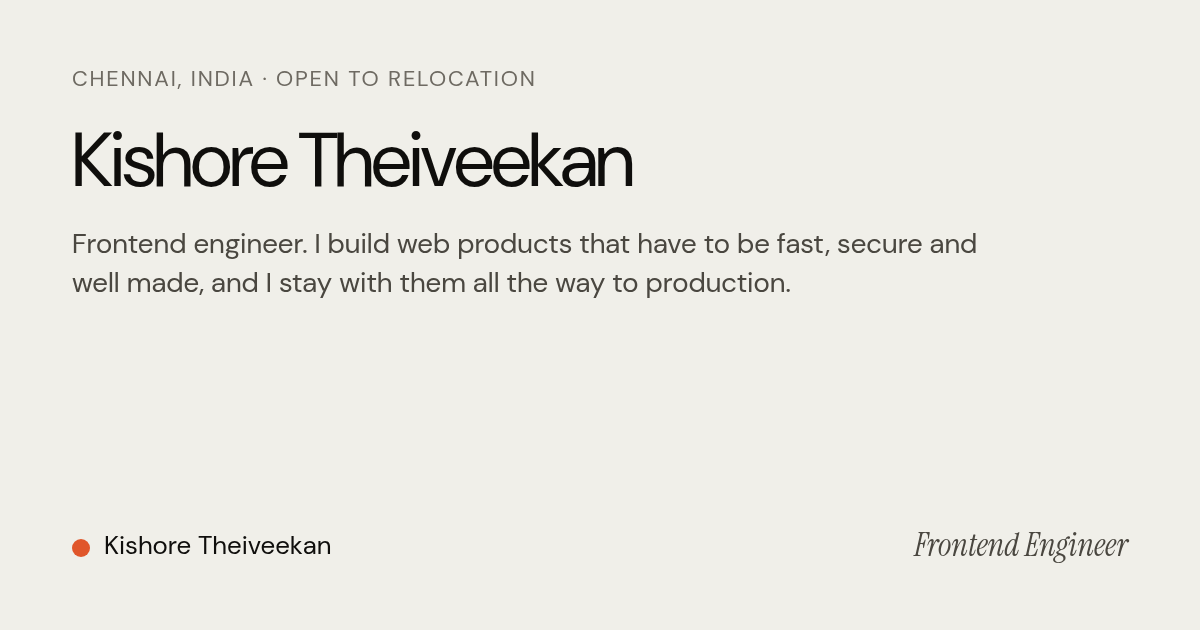 CHENNAI, INDIA · OPEN TO RELOCATION
Kishore Theiveekan
Frontend engineer. I build web products that have to be fast, secure and
well made, and I stay with them all the way to production.
Kishore Theiveekan
Frontend Engineer